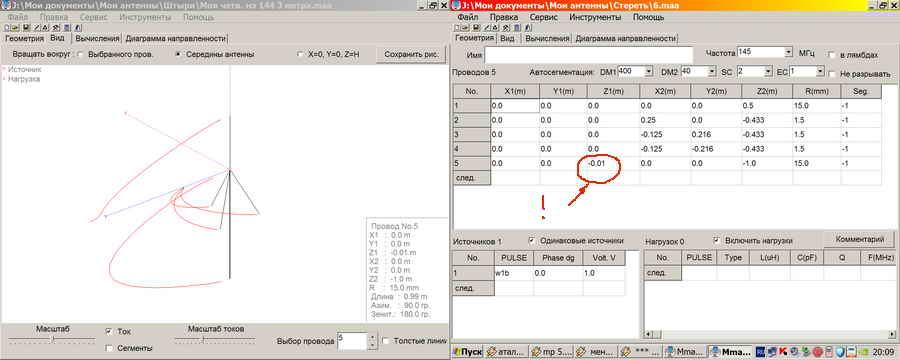 J:\Мои документы\Мои антенны\Штыри\Моя четв. на 144 3 метра.maa
Файл Правка Сервис Инструменты Помощь
Геометрия Вид Вычисления Диаграмма направленности
Вращать вокруг: Выбранного пров. Середины антенны X=0, Y=0, Z=H Сохранить рис.
Источник
Нагрузка
Провод No.5
X1 : 0.0 m
Y1 : 0.0 m
Z1 : -0.01 m
X2 : 0.0 m
Y2 : 0.0 m
Z2 : -1.0 m
R : 15.0 mm
Длина : 0.99 m
Азим. : 90.0 гр.
Зенит.: 180.0 гр.
Масштаб Ток Масштаб токов
Сегменты
Выбор провода 5 Толстые линии
J:\Мои документы\Мои антенны\Стереть\6.maa
Файл Правка Сервис Инструменты Помощь
Геометрия Вид Вычисления Диаграмма направленности
Имя Частота 145 МГц в лямбдах
Проводов 5 Автосегментация: DM1 400 DM2 40 SC 2 EC 1 Не разрывать
No. X1(m) Y1(m) Z1(m) X2(m) Y2(m) Z2(m) R(mm) Seg.
1 0.0 0.0 0.0 0.0 0.0 0.5 15.0 -1
2 0.0 0.0 0.0 0.25 0.0 -0.433 1.5 -1
3 0.0 0.0 0.0 -0.125 0.216 -0.433 1.5 -1
4 0.0 0.0 0.0 -0.125 -0.216 -0.433 1.5 -1
5 0.0 0.0 -0.01 0.0 0.0 -1.0 15.0 -1
след.
!
Источников 1 Одинаковые источники Нагрузок 0 Включить нагрузки Комментарий
No. PULSE Phase dg Volt. V
1 w1b 0.0 1.0
след.
No. PULSE Type L(uH) C(pF) Q F(MHz)
след.
Пуск атал... mp 5.... мен... *** ... Mma... Mma... RU 20:09